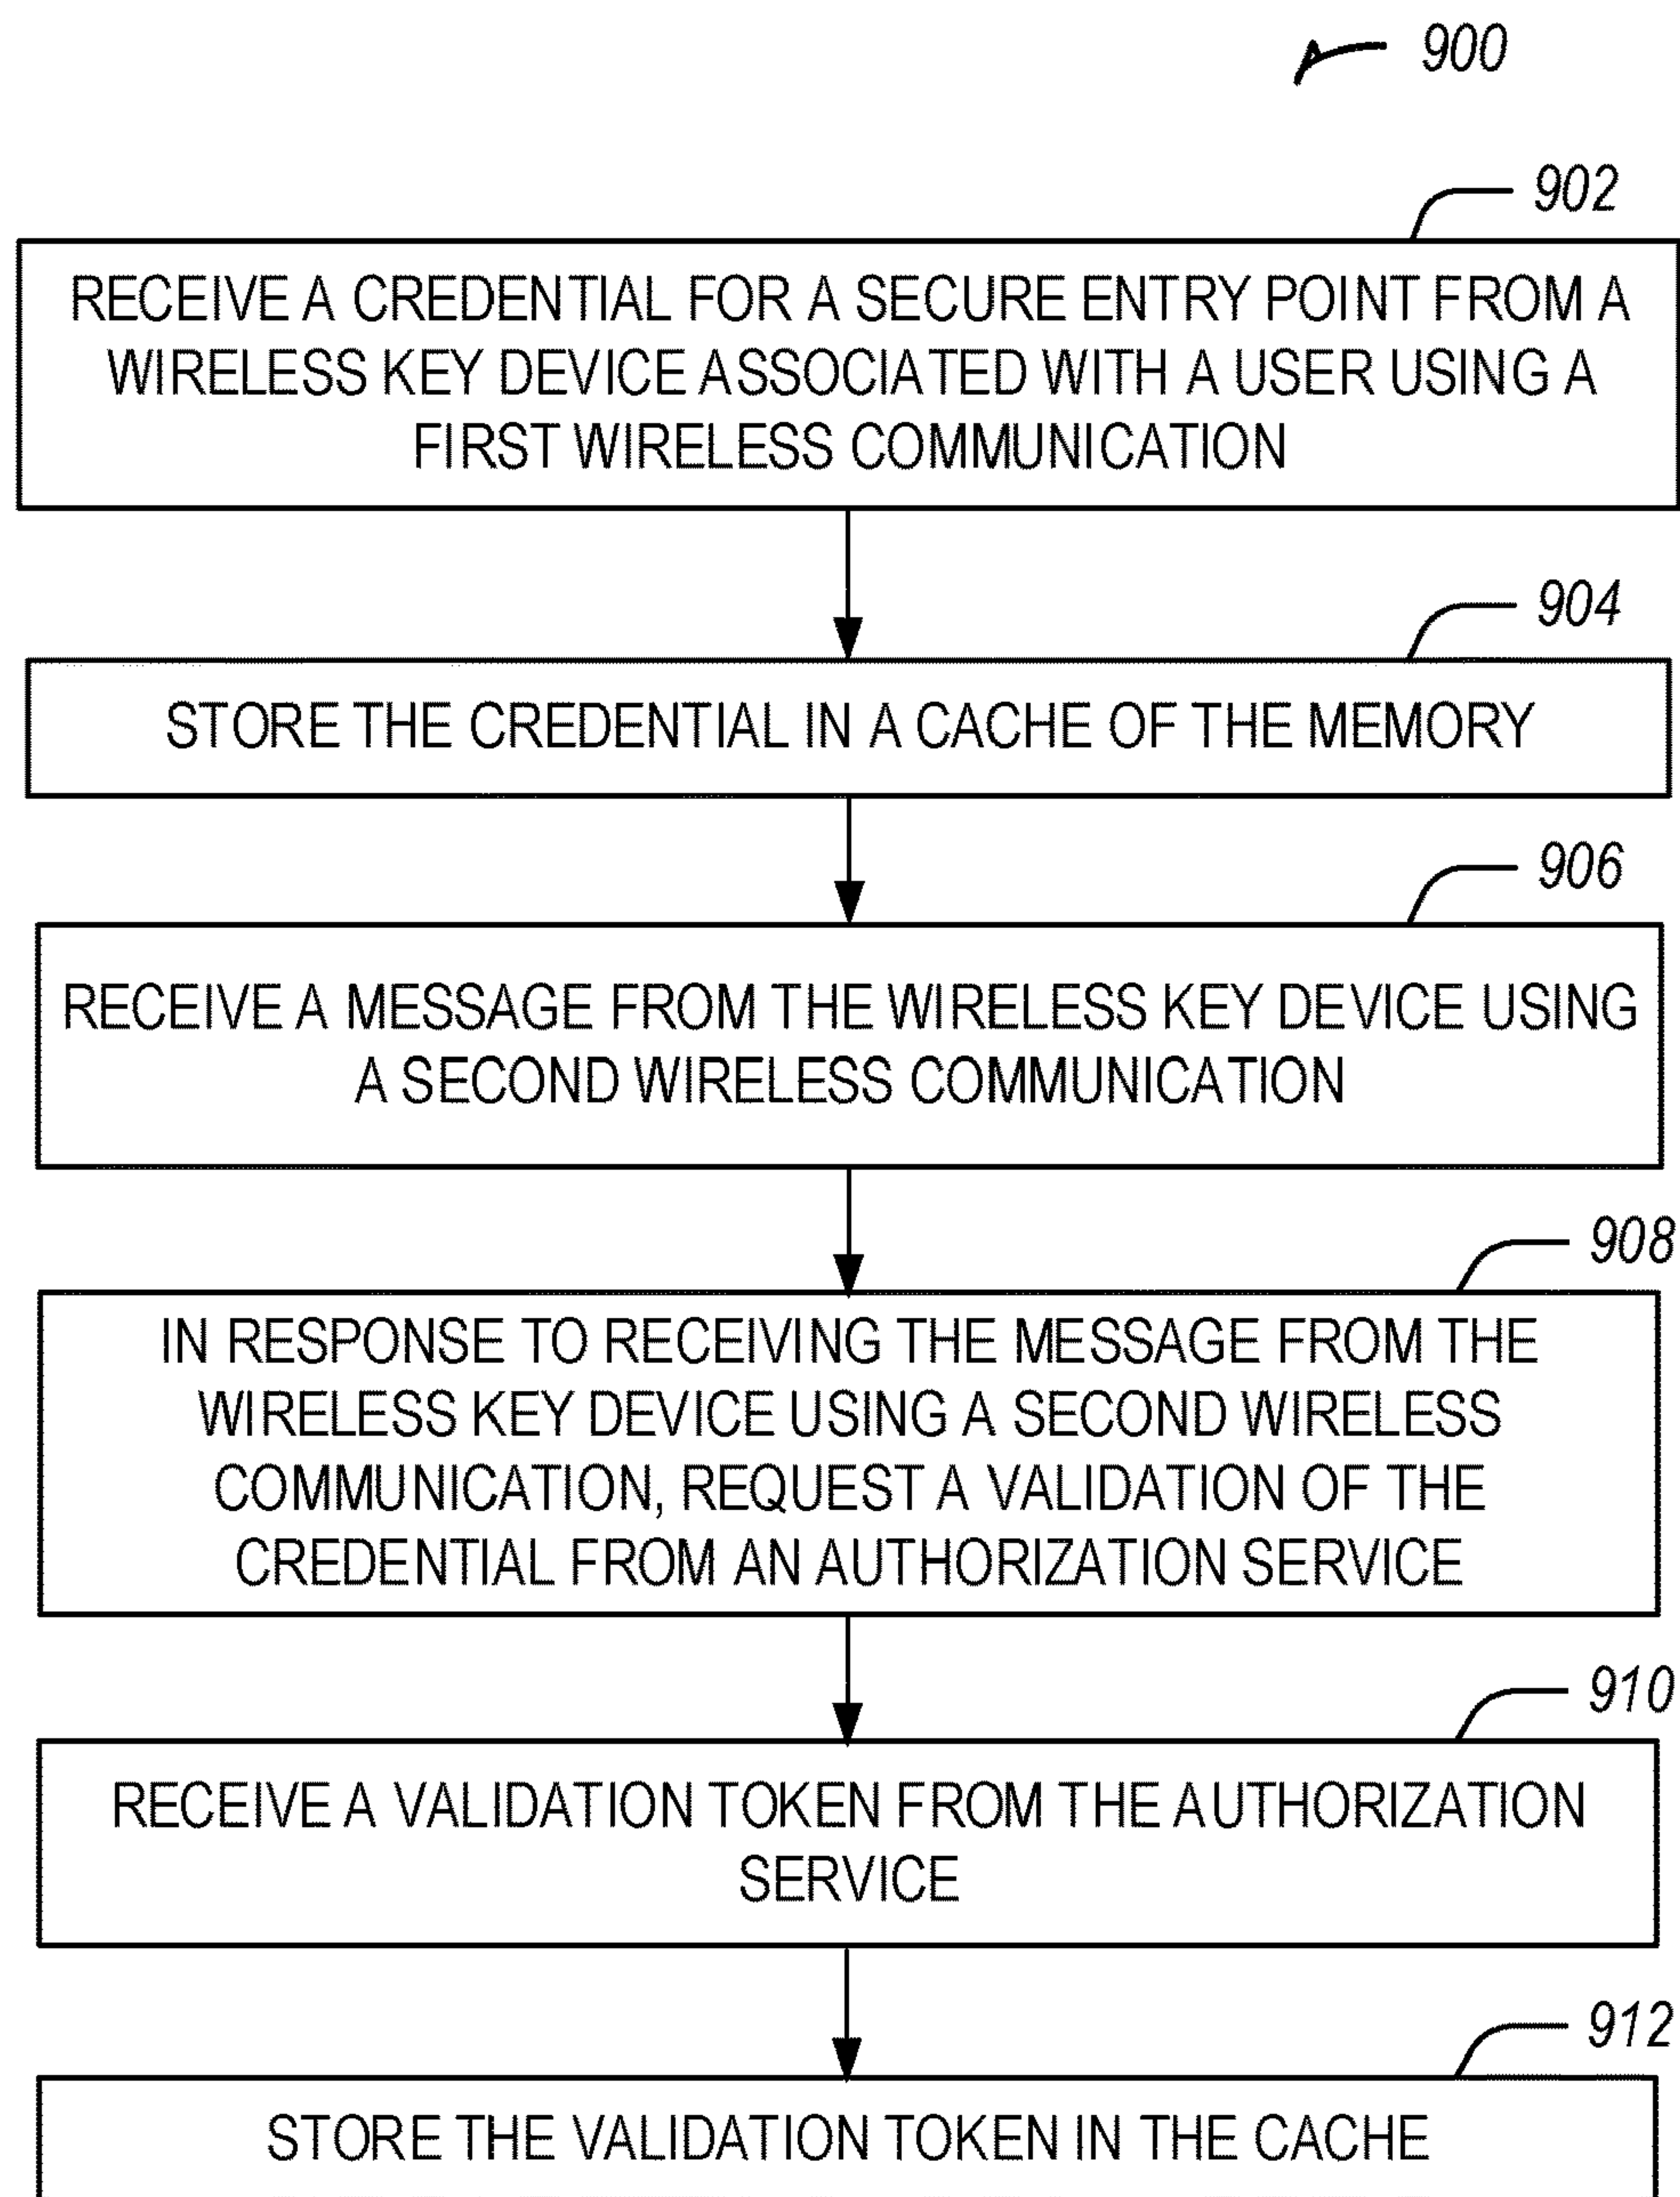 900
902
RECEIVE A CREDENTIAL FOR A SECURE ENTRY POINT FROM A
WIRELESS KEY DEVICE ASSOCIATED WITH A USER USING A
FIRST WIRELESS COMMUNICATION
904
STORE THE CREDENTIAL IN A CACHE OF THE MEMORY
906
RECEIVE A MESSAGE FROM THE WIRELESS KEY DEVICE USING
A SECOND WIRELESS COMMUNICATION
908
IN RESPONSE TO RECEIVING THE MESSAGE FROM THE
WIRELESS KEY DEVICE USING A SECOND WIRELESS
COMMUNICATION, REQUEST A VALIDATION OF THE
CREDENTIAL FROM AN AUTHORIZATION SERVICE
910
RECEIVE A VALIDATION TOKEN FROM THE AUTHORIZATION
SERVICE
912
STORE THE VALIDATION TOKEN IN THE CACHE